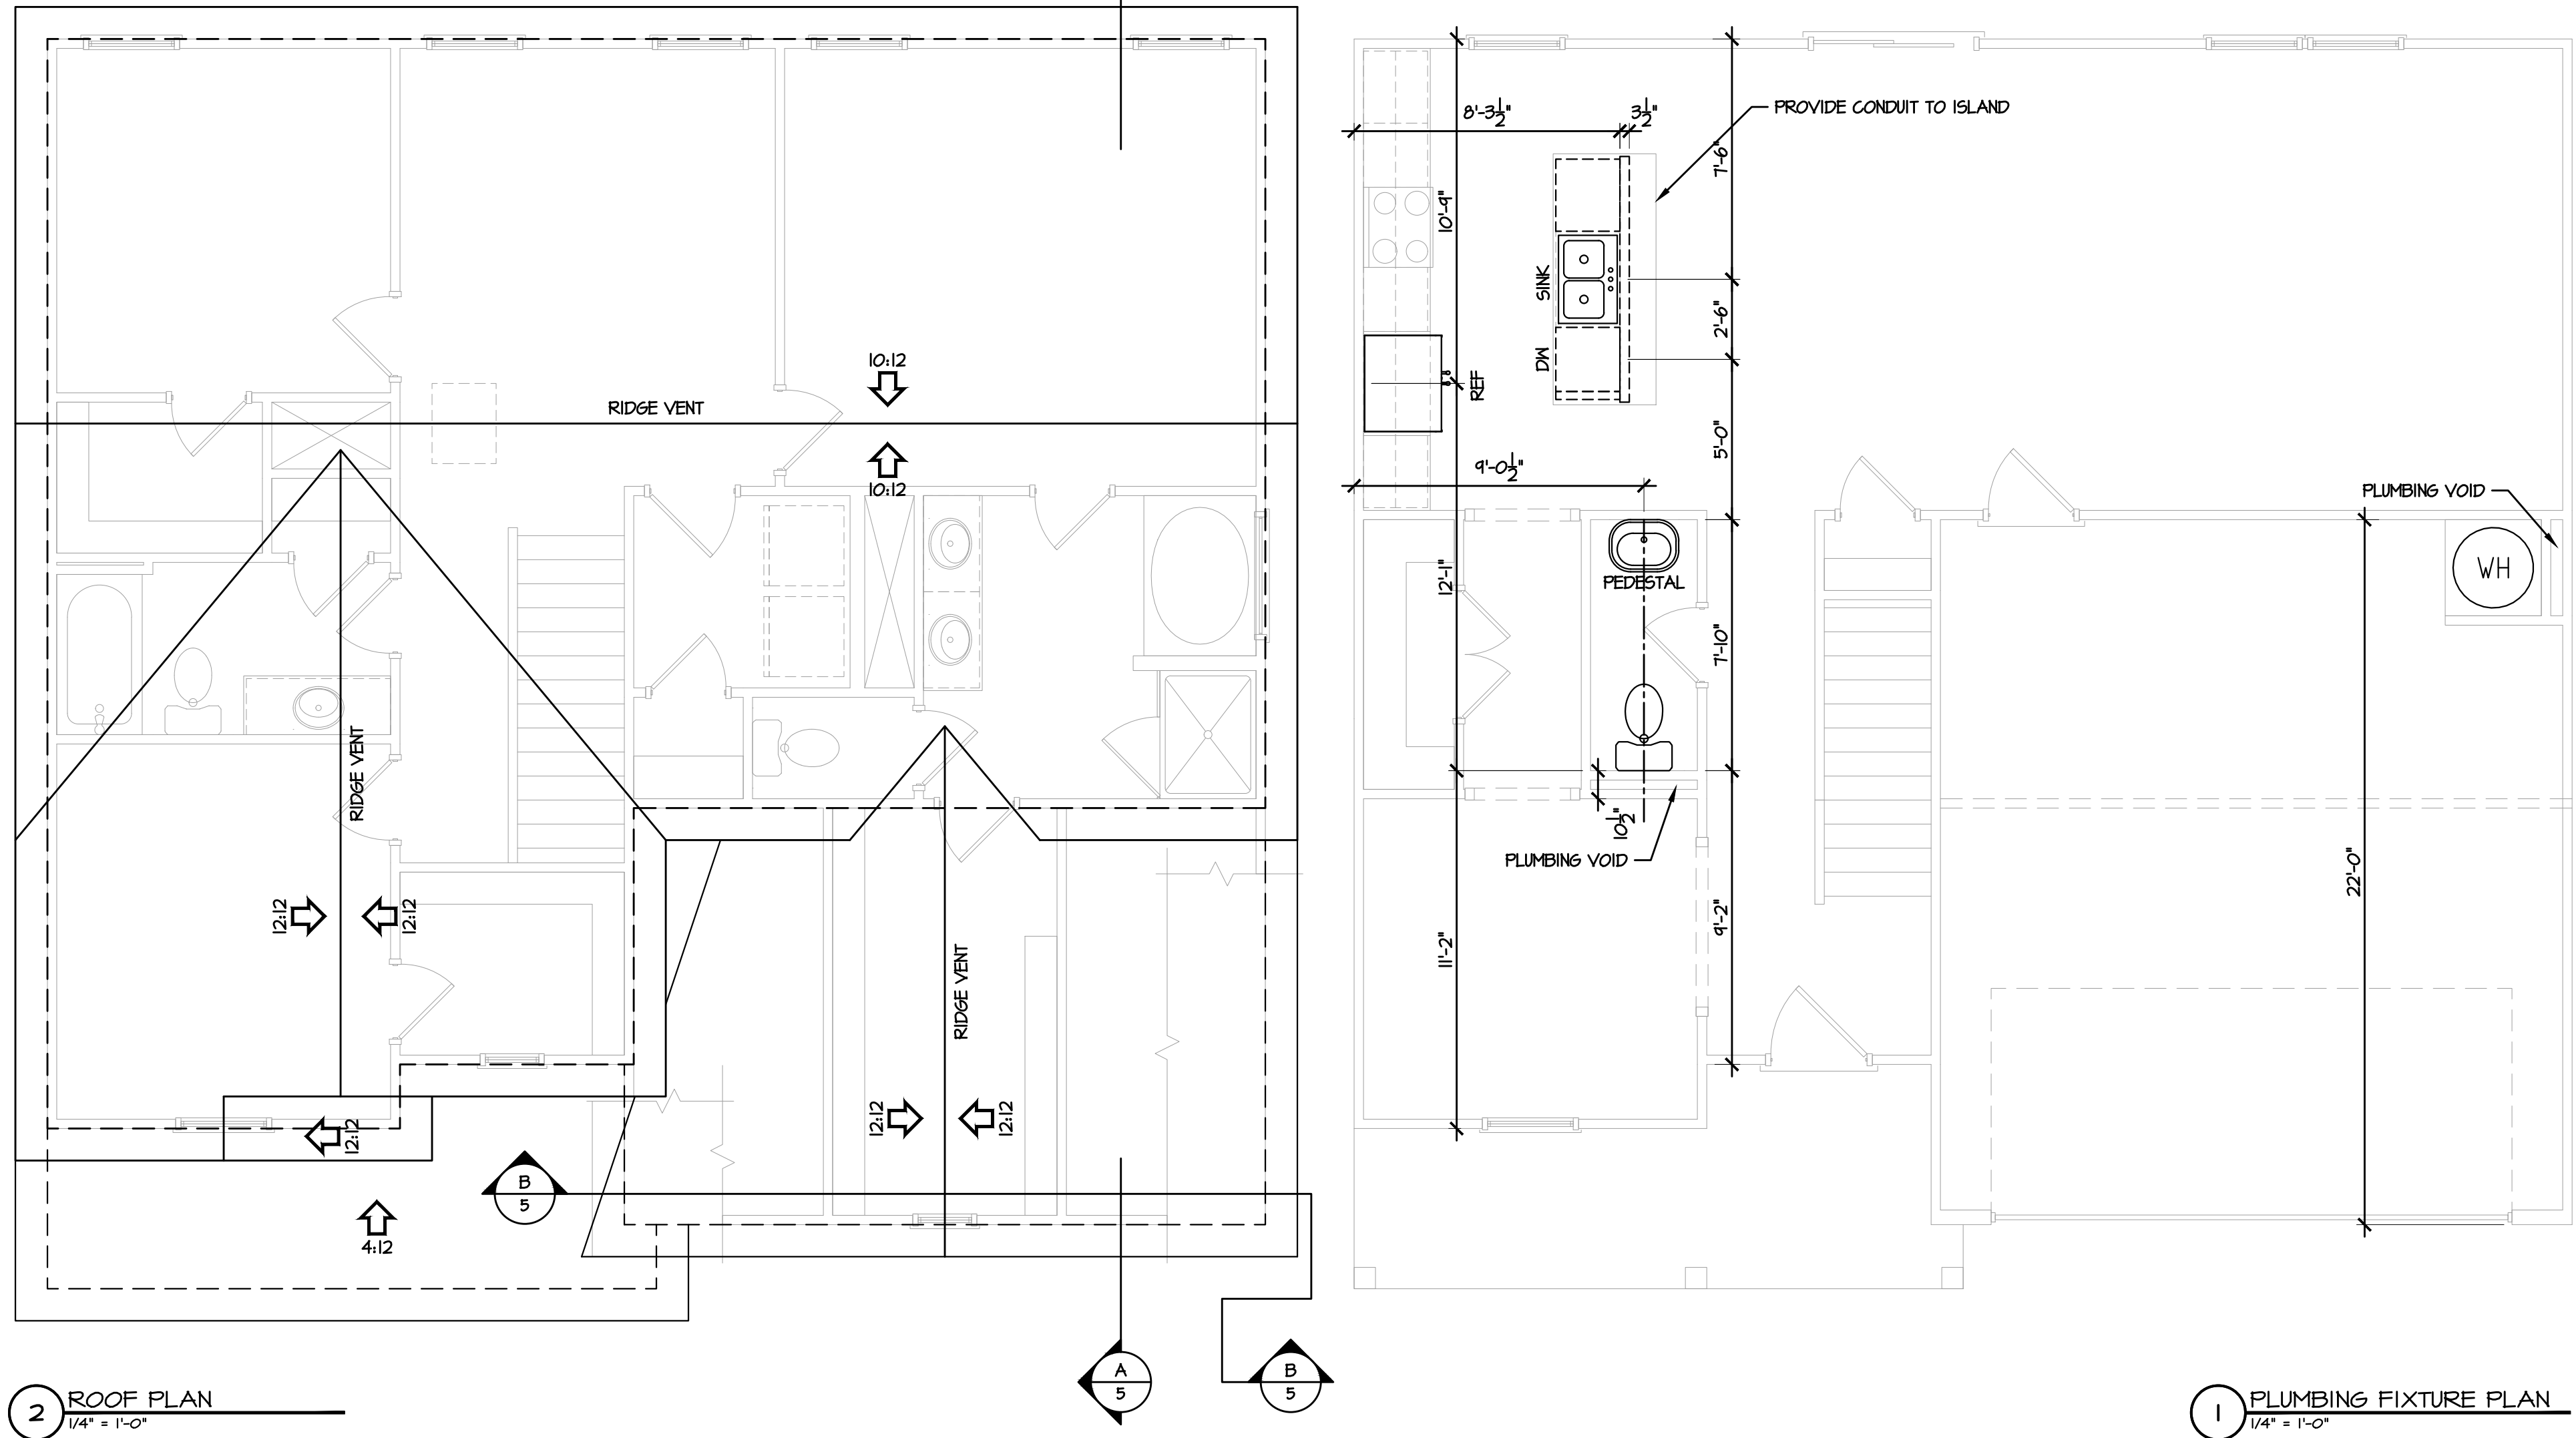 10:12
RIDGE VENT
10:12
RIDGE VENT
12:12
12:12
RIDGE VENT
12:12
12:12
12:12
B
5
4:12
A
5
B
5
2
ROOF PLAN
1/4" = 1'-0"
8'-3 1/2"
3 1/2"
PROVIDE CONDUIT TO ISLAND
7'-6"
10'-9"
SINK
2'-6"
DW
REF
5'-0"
9'-0 1/2"
PLUMBING VOID
WH
12'-1"
PEDESTAL
7'-10"
10 1/2"
PLUMBING VOID
22'-0"
9'-2"
11'-2"
1
PLUMBING FIXTURE PLAN
1/4" = 1'-0"